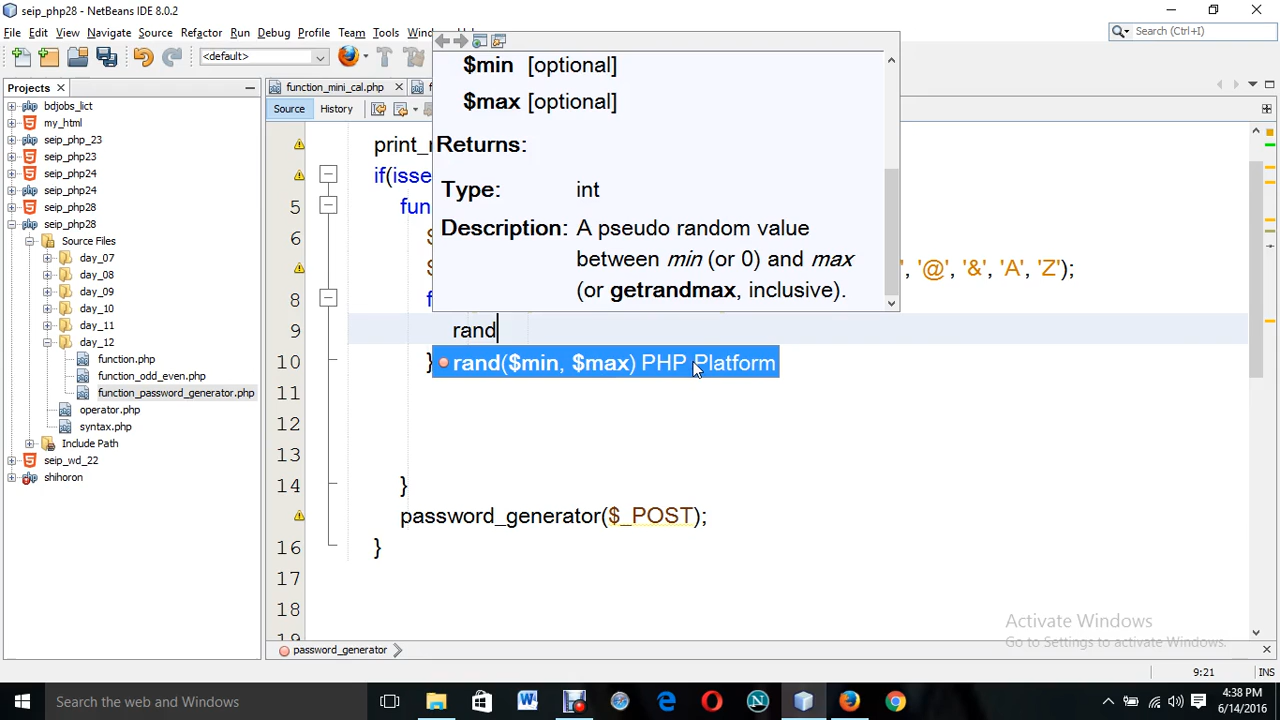 seip_php28 - NetBeans IDE 8.0.2
File Edit View Navigate Source Refactor Run Debug Profile Team Tools
Search (Ctrl+I)
<default>
Projects
function_mini_cal.php
Source History
bdjobs_lict
my_html
seip_php_23
seip_php23
seip_php24
seip_php24
seip_php28
seip_php28
Source Files
day_07
day_08
day_09
day_10
day_11
day_12
function.php
function_odd_even.php
function_password_generator.php
operator.php
syntax.php
Include Path
seip_wd_22
shihoron
$min [optional]
$max [optional]
Returns:
Type: int
Description: A pseudo random value
between min (or 0) and max
(or getrandmax, inclusive).
print_
if(isse
5 fun
6 $
$ ', '@', '&', 'A', 'Z');
8 f
9 rand
rand($min, $max) PHP Platform
10 }
11
12
13
14 }
password_generator($_POST);
16 }
17
18
19
Activate Windows
Go to Settings to activate Windows.
password_generator
9:21 INS
Search the web and Windows
4:38 PM
6/14/2016